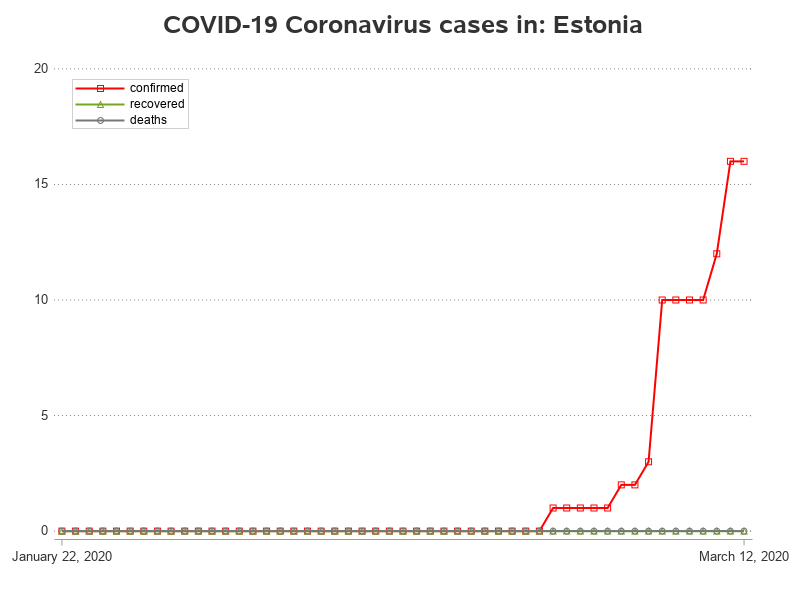 COVID-19 Coronavirus cases in: Estonia
20
confirmed
recovered
deaths
15
10
5
0
January 22, 2020
March 12, 2020